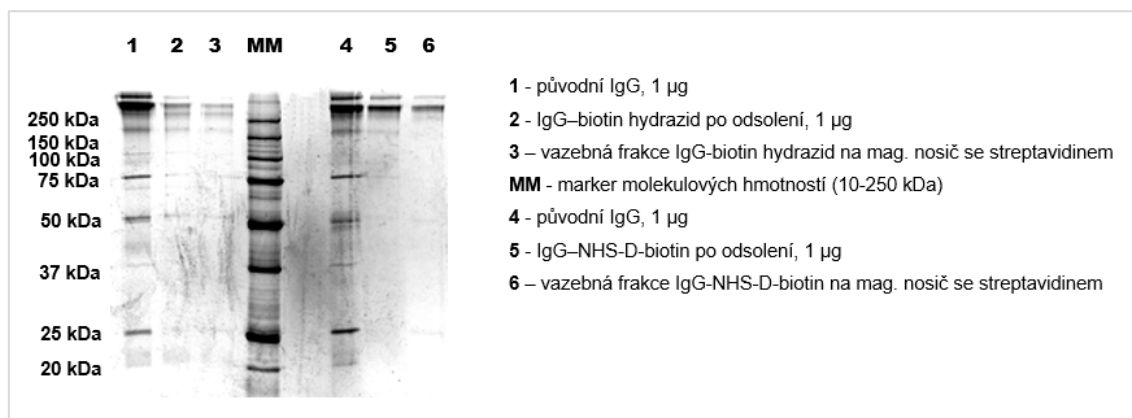 1 2 3 MM 4 5 6
250 kDa
150 kDa
100 kDa
75 kDa
50 kDa
37 kDa
25 kDa
20 kDa
1 - původní IgG, 1 µg
2 - IgG–biotin hydrazid po odsolení, 1 µg
3 – vazebná frakce IgG-biotin hydrazid na mag. nosič se streptavidinem
MM - marker molekulových hmotností (10-250 kDa)
4 - původní IgG, 1 µg
5 - IgG–NHS-D-biotin po odsolení, 1 µg
6 – vazebná frakce IgG-NHS-D-biotin na mag. nosič se streptavidinem